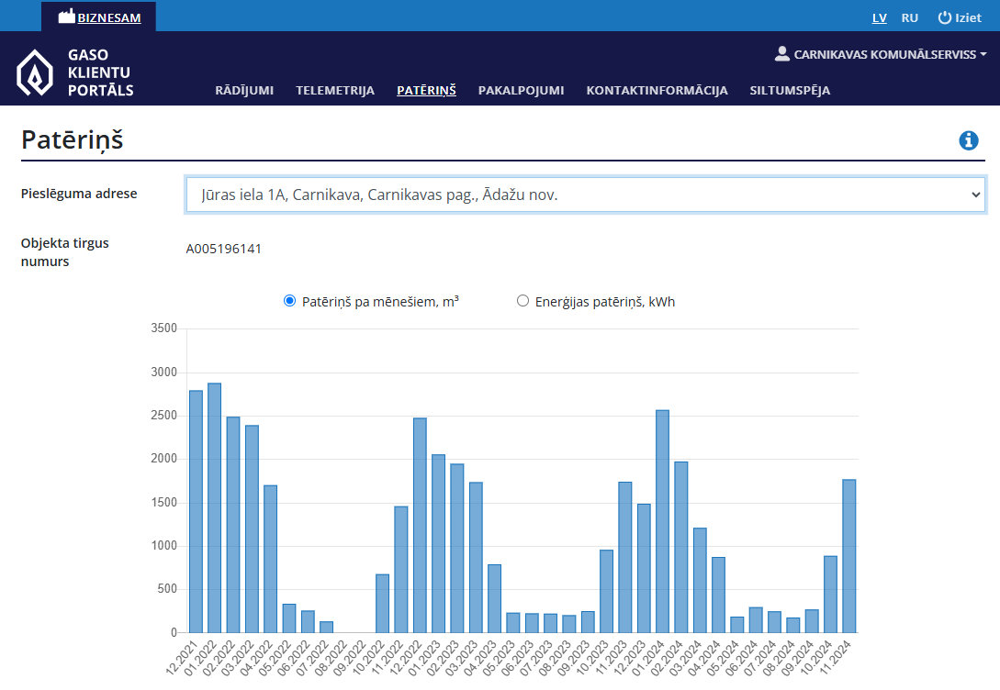 BIZNESAM
LV RU Iziet
GASO
KLIENTU
PORTĀLS
CARNIKAVAS KOMUNĀLSERVISS
RĀDĪJUMI TELEMETRIJA PATĒRIŅŠ PAKALPOJUMI KONTAKTINFORMĀCIJA SILTUMSPĒJA
Patēriņš
Pieslēguma adrese
Jūras iela 1A, Carnikava, Carnikavas pag., Ādažu nov.
Objekta tirgus
numurs
A005196141
Patēriņš pa mēnešiem, m³ Enerģijas patēriņš, kWh
3500
3000
2500
2000
1500
1000
500
0
12.2021 01.2022 02.2022 03.2022 04.2022 05.2022 06.2022 07.2022 08.2022 09.2022 10.2022 11.2022 12.2022 01.2023 02.2023 03.2023 04.2023 05.2023 06.2023 07.2023 08.2023 09.2023 10.2023 11.2023 12.2023 01.2024 02.2024 03.2024 04.2024 05.2024 06.2024 07.2024 08.2024 09.2024 10.2024 11.2024